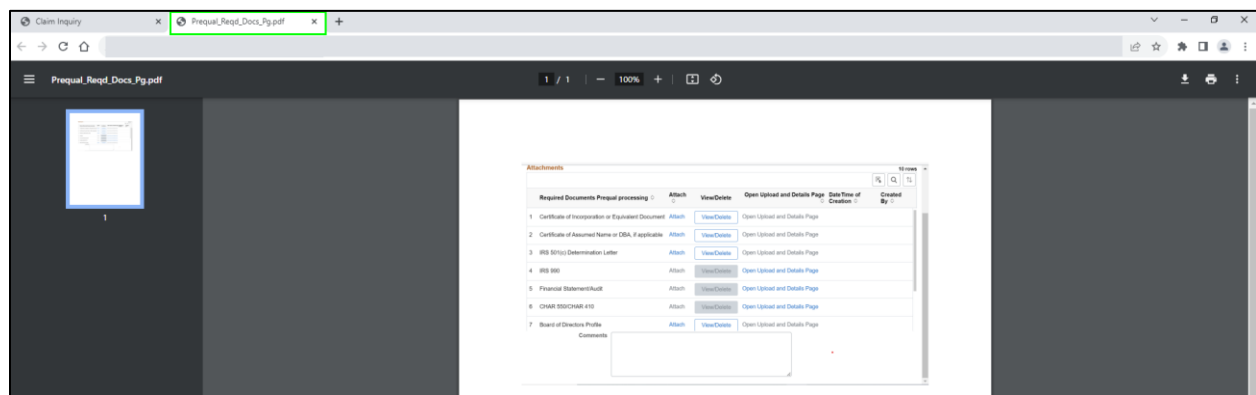 Claim Inquiry
Prequal_Reqd_Docs_Pg.pdf
Prequal_Reqd_Docs_Pg.pdf
1 / 1
100%
1
Attachments
10 rows
Required Documents Prequal processing Attach View/Delete Open Upload and Details Page Date/Time of Creation Created By
1 Certificate of Incorporation or Equivalent Document Attach View/Delete Open Upload and Details Page
2 Certificate of Assumed Name or DBA, if applicable Attach View/Delete Open Upload and Details Page
3 IRS 501(c) Determination Letter Attach View/Delete Open Upload and Details Page
4 IRS 990 Attach View/Delete Open Upload and Details Page
5 Financial Statement/Audit Attach View/Delete Open Upload and Details Page
6 CHAR 500/CHAR 410 Attach View/Delete Open Upload and Details Page
7 Board of Directors Profile Attach View/Delete Open Upload and Details Page
Comments